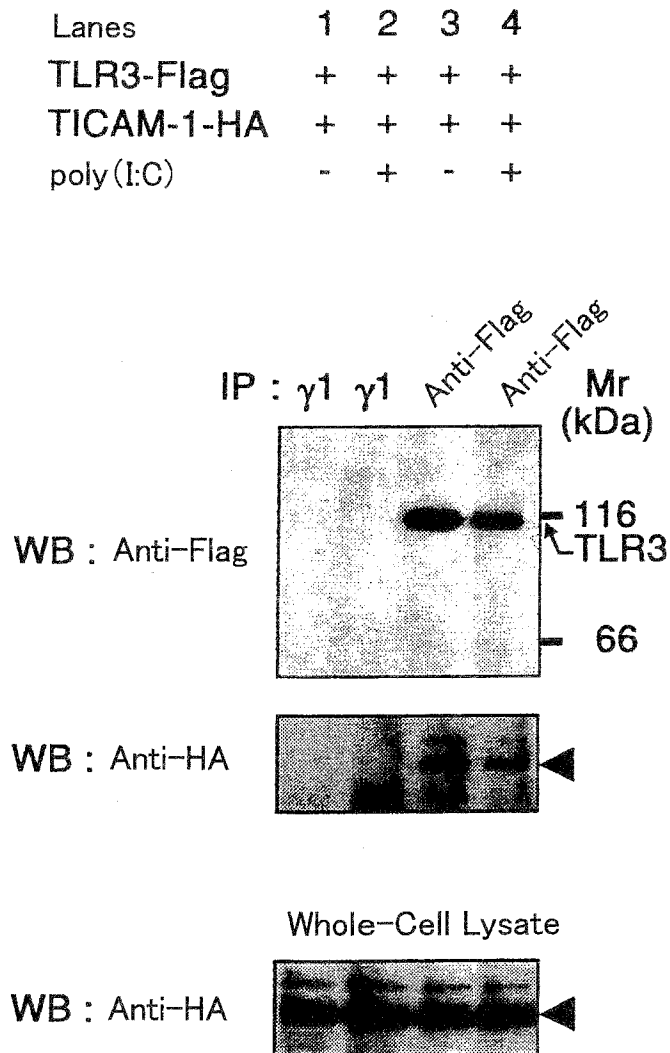 Lanes 1 2 3 4
TLR3-Flag + + + +
TICAM-1-HA + + + +
poly(I:C) - + - +
IP : γ1 γ1 Anti-Flag Anti-Flag Mr
(kDa)
116
WB : Anti-Flag TLR3
66
WB : Anti-HA
Whole-Cell Lysate
WB : Anti-HA